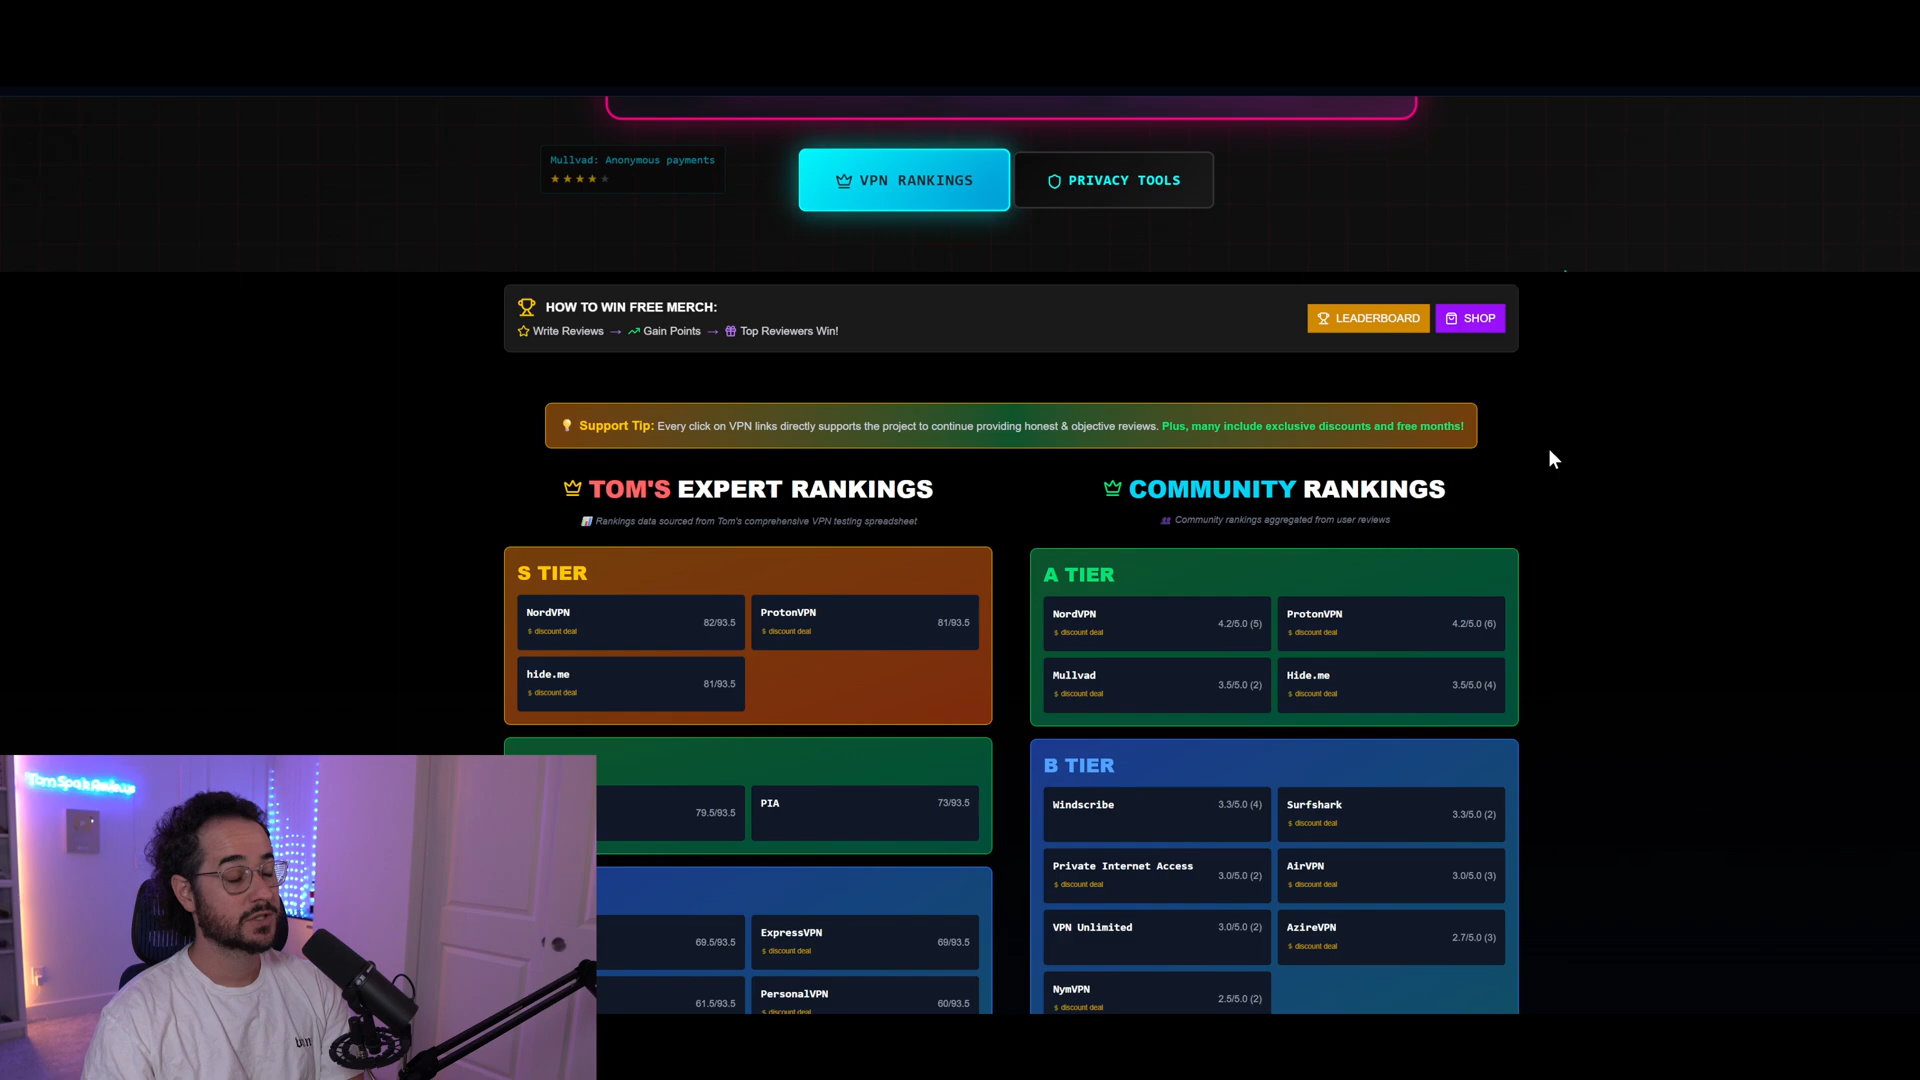 Mullvad: Anonymous payments
VPN RANKINGS
PRIVACY TOOLS
HOW TO WIN FREE MERCH:
Write Reviews → Gain Points → Top Reviewers Win!
LEADERBOARD
SHOP
Support Tip: Every click on VPN links directly supports the project to continue providing honest & objective reviews. Plus, many include exclusive discounts and free months!
TOM'S EXPERT RANKINGS
Rankings data sourced from Tom's comprehensive VPN testing spreadsheet
S TIER
NordVPN
$ discount deal
82/93.5
ProtonVPN
$ discount deal
81/93.5
hide.me
$ discount deal
81/93.5
79.5/93.5
PIA
73/93.5
69.5/93.5
ExpressVPN
$ discount deal
69/93.5
61.5/93.5
PersonalVPN
$ discount deal
60/93.5
COMMUNITY RANKINGS
Community rankings aggregated from user reviews
A TIER
NordVPN
$ discount deal
4.2/5.0 (5)
ProtonVPN
$ discount deal
4.2/5.0 (6)
Mullvad
$ discount deal
3.5/5.0 (2)
Hide.me
$ discount deal
3.5/5.0 (4)
B TIER
Windscribe
3.3/5.0 (4)
Surfshark
$ discount deal
3.3/5.0 (2)
Private Internet Access
$ discount deal
3.0/5.0 (2)
AirVPN
$ discount deal
3.0/5.0 (3)
VPN Unlimited
3.0/5.0 (2)
AzireVPN
$ discount deal
2.7/5.0 (3)
NymVPN
$ discount deal
2.5/5.0 (2)
Tom Spark Reviews